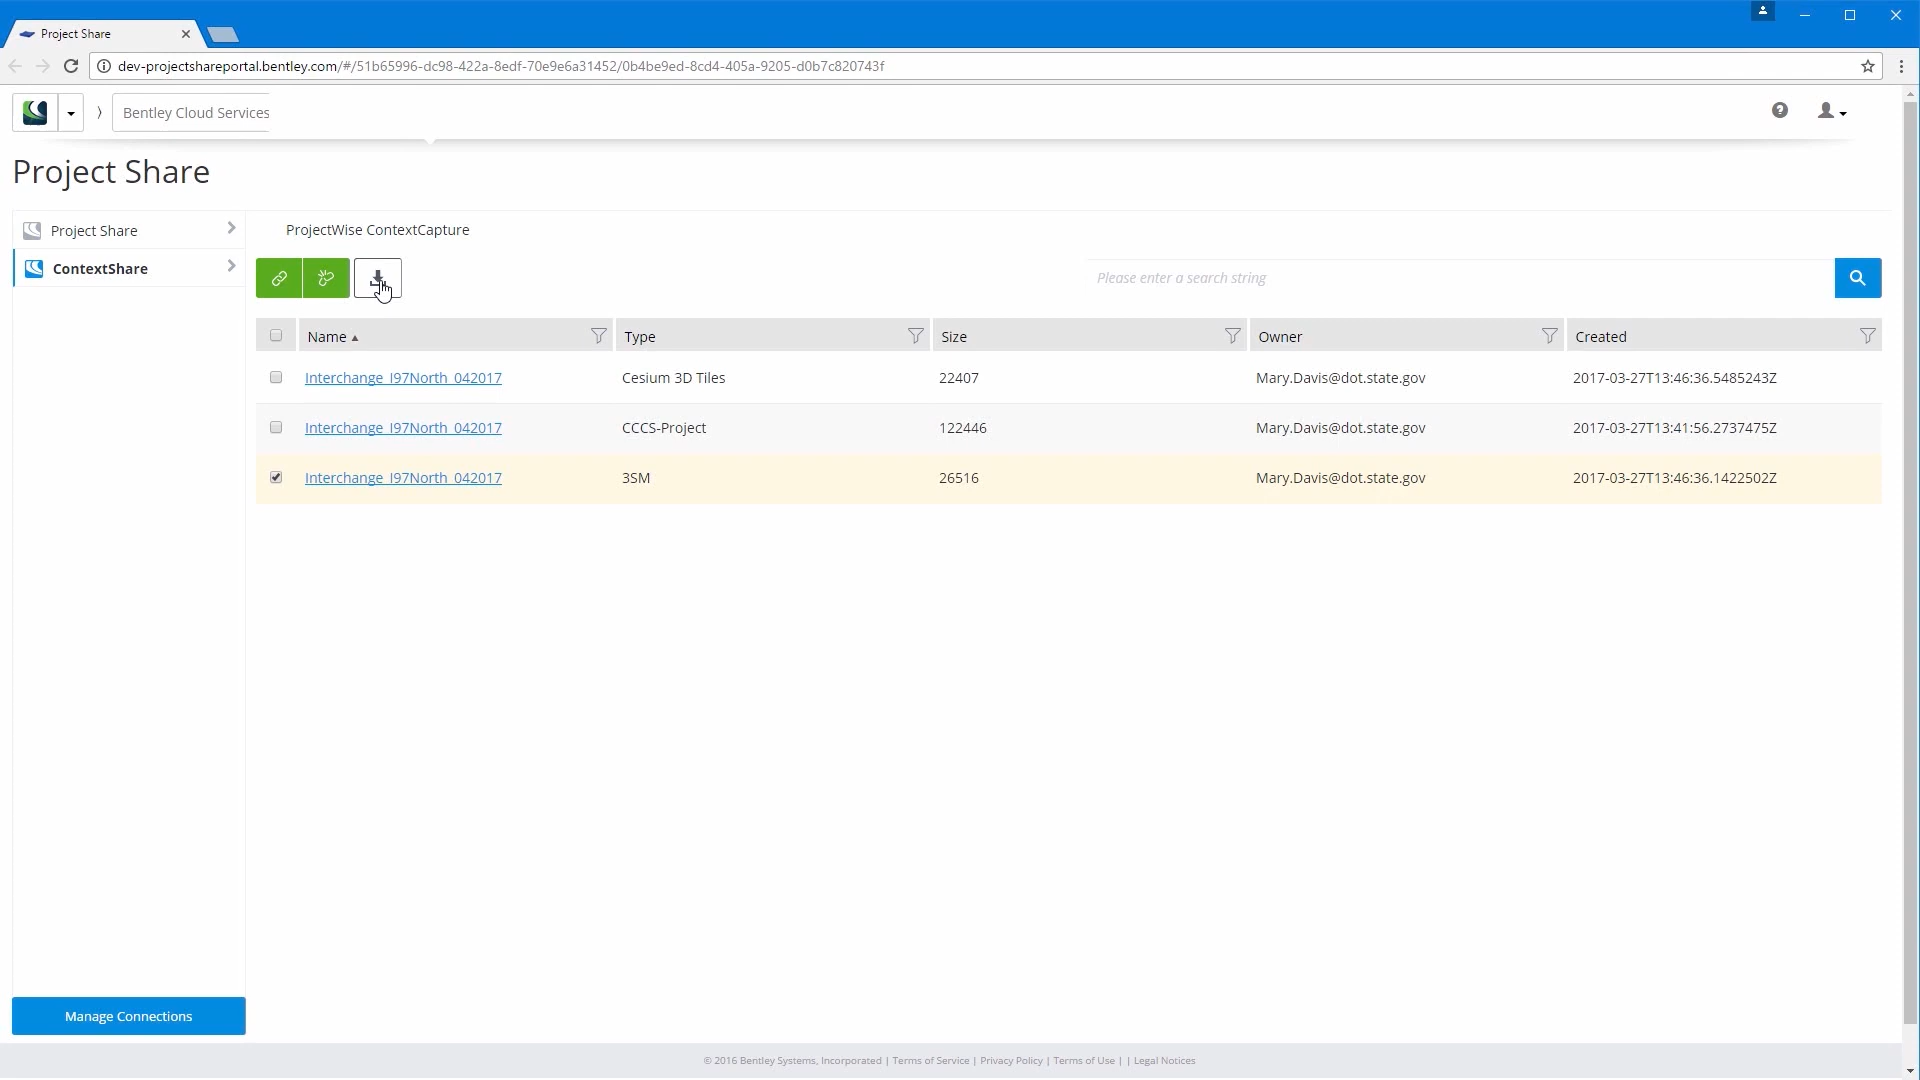 Project Share
dev-projectshareportal.bentley.com/#/51b65996-dc98-422a-8edf-70e9e6a31452/0b4be9ed-8cd4-405a-9205-d0b7c820743f
Bentley Cloud Services
Project Share
Project Share
ContextShare
ProjectWise ContextCapture
Please enter a search string
Name Type Size Owner Created
Interchange_I97North_042017 Cesium 3D Tiles 22407 Mary.Davis@dot.state.gov 2017-03-27T13:46:36.5485243Z
Interchange_I97North_042017 CCCS-Project 122446 Mary.Davis@dot.state.gov 2017-03-27T13:41:56.2737475Z
Interchange_I97North_042017 3SM 26516 Mary.Davis@dot.state.gov 2017-03-27T13:46:36.1422502Z
Manage Connections
© 2016 Bentley Systems, Incorporated | Terms of Service | Privacy Policy | Terms of Use | | Legal Notices